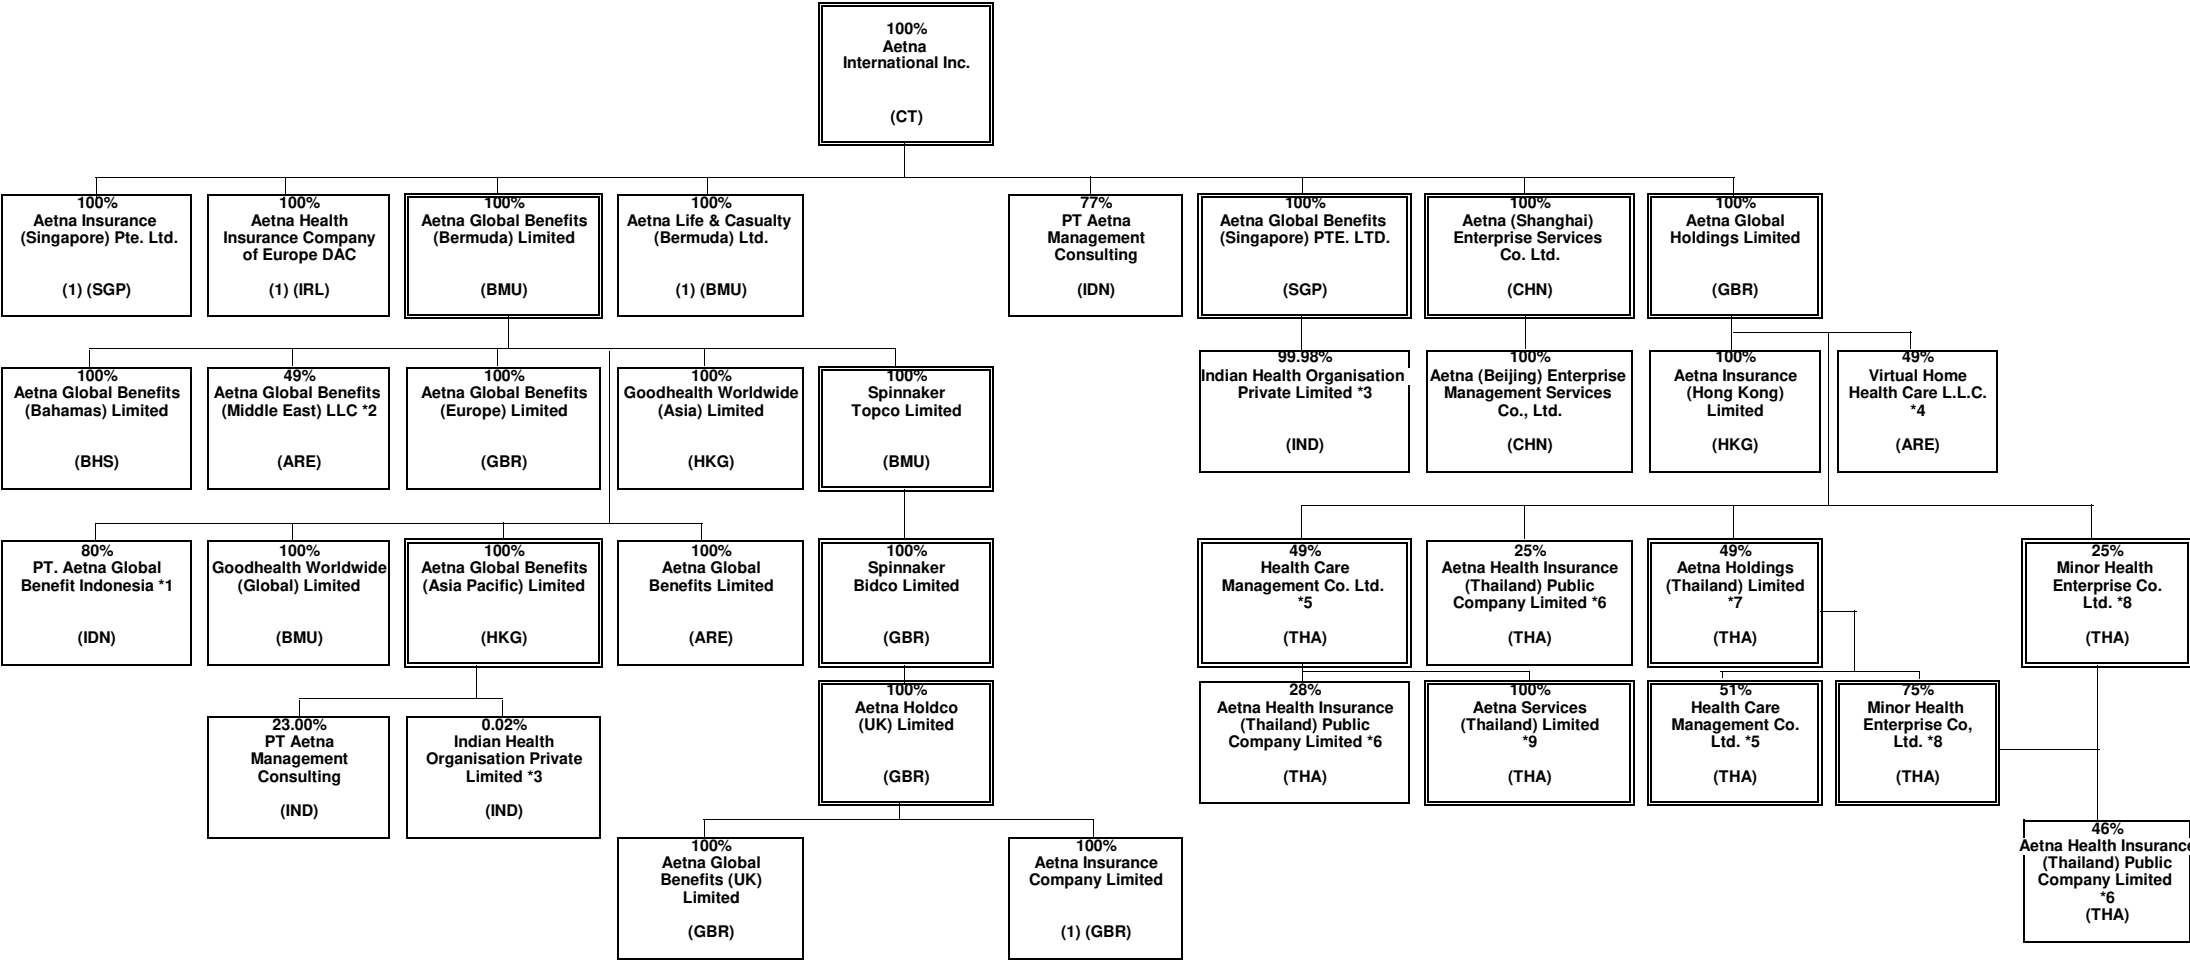 100%
Aetna
International Inc.
(CT)
100%
Aetna Insurance
(Singapore) Pte. Ltd.
(1) (SGP)
100%
Aetna Health
Insurance Company
of Europe DAC
(1) (IRL)
100%
Aetna Global Benefits
(Bermuda) Limited
(BMU)
100%
Aetna Life & Casualty
(Bermuda) Ltd.
(1) (BMU)
77%
PT Aetna
Management
Consulting
(IDN)
100%
Aetna Global Benefits
(Singapore) PTE. LTD.
(SGP)
100%
Aetna (Shanghai)
Enterprise Services
Co. Ltd.
(CHN)
100%
Aetna Global
Holdings Limited
(GBR)
100%
Aetna Global Benefits
(Bahamas) Limited
(BHS)
49%
Aetna Global Benefits
(Middle East) LLC *2
(ARE)
100%
Aetna Global Benefits
(Europe) Limited
(GBR)
100%
Goodhealth Worldwide
(Asia) Limited
(HKG)
100%
Spinnaker
Topco Limited
(BMU)
99.98%
Indian Health Organisation
Private Limited *3
(IND)
100%
Aetna (Beijing) Enterprise
Management Services
Co., Ltd.
(CHN)
100%
Aetna Insurance
(Hong Kong)
Limited
(HKG)
49%
Virtual Home
Health Care L.L.C.
*4
(ARE)
80%
PT. Aetna Global
Benefit Indonesia *1
(IDN)
100%
Goodhealth Worldwide
(Global) Limited
(BMU)
100%
Aetna Global Benefits
(Asia Pacific) Limited
(HKG)
100%
Aetna Global
Benefits Limited
(ARE)
100%
Spinnaker
Bidco Limited
(GBR)
49%
Health Care
Management Co. Ltd.
*5
(THA)
25%
Aetna Health Insurance
(Thailand) Public
Company Limited *6
(THA)
49%
Aetna Holdings
(Thailand) Limited
*7
(THA)
25%
Minor Health
Enterprise Co.
Ltd. *8
(THA)
23.00%
PT Aetna
Management
Consulting
(IND)
0.02%
Indian Health
Organisation Private
Limited *3
(IND)
100%
Aetna Holdco
(UK) Limited
(GBR)
28%
Aetna Health Insurance
(Thailand) Public
Company Limited *6
(THA)
100%
Aetna Services
(Thailand) Limited
*9
(THA)
51%
Health Care
Management Co.
Ltd. *5
(THA)
75%
Minor Health
Enterprise Co,
Ltd. *8
(THA)
100%
Aetna Global
Benefits (UK)
Limited
(GBR)
100%
Aetna Insurance
Company Limited
(1) (GBR)
46%
Aetna Health Insurance
(Thailand) Public
Company Limited
*6
(THA)